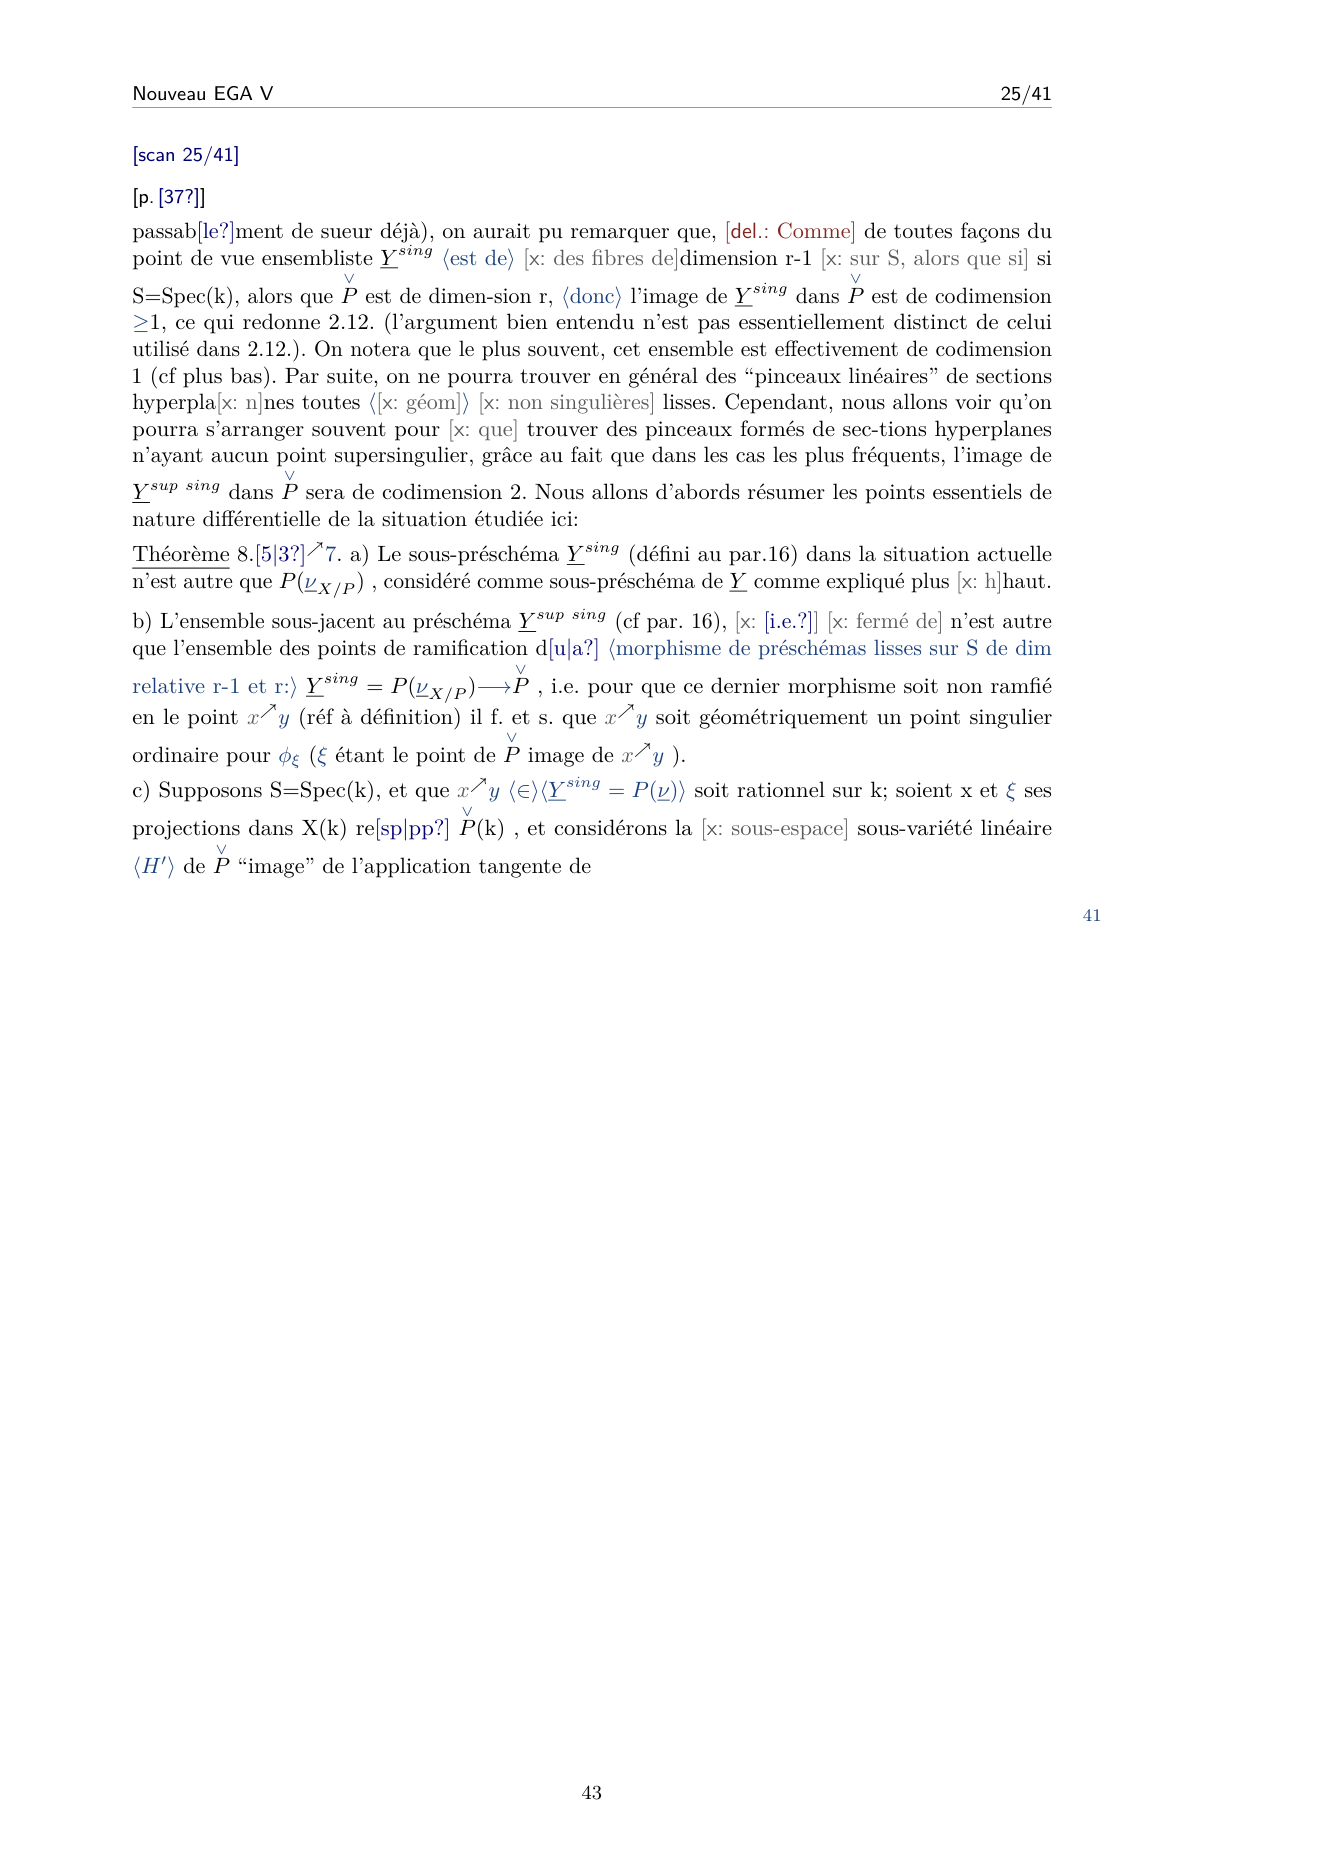 Nouveau EGA V 25/41
[scan 25/41]
[p. [37?]]
passab[le?]ment de sueur déjà), on aurait pu remarquer que, [del.: Comme] de toutes façons du
point de vue ensembliste Y^sing ⟨est de⟩ [x: des fibres de]dimension r-1 [x: sur S, alors que si] si
S=Spec(k), alors que P̌ est de dimen-sion r, ⟨donc⟩ l'image de Y^sing dans P̌ est de codimension
≥1, ce qui redonne 2.12. (l'argument bien entendu n'est pas essentiellement distinct de celui
utilisé dans 2.12.). On notera que le plus souvent, cet ensemble est effectivement de codimension
1 (cf plus bas). Par suite, on ne pourra trouver en général des “pinceaux linéaires” de sections
hyperpla[x: n]nes toutes ⟨[x: géom]⟩ [x: non singulières] lisses. Cependant, nous allons voir qu'on
pourra s'arranger souvent pour [x: que] trouver des pinceaux formés de sec-tions hyperplanes
n'ayant aucun point supersingulier, grâce au fait que dans les cas les plus fréquents, l'image de
Y^sup sing dans P̌ sera de codimension 2. Nous allons d'abords résumer les points essentiels de
nature différentielle de la situation étudiée ici:
Théorème 8.[5|3?]↗7. a) Le sous-préschéma Y^sing (défini au par.16) dans la situation actuelle
n'est autre que P(ν_X/P) , considéré comme sous-préschéma de Y comme expliqué plus [x: h]haut.
b) L'ensemble sous-jacent au préschéma Y^sup sing (cf par. 16), [x: [i.e.?]] [x: fermé de] n'est autre
que l'ensemble des points de ramification d[u|a?] ⟨morphisme de préschémas lisses sur S de dim
relative r-1 et r:⟩ Y^sing = P(ν_X/P)⟶P̌ , i.e. pour que ce dernier morphisme soit non ramfié
en le point x↗y (réf à définition) il f. et s. que x↗y soit géométriquement un point singulier
ordinaire pour ϕ_ξ (ξ étant le point de P̌ image de x↗y ).
c) Supposons S=Spec(k), et que x↗y ⟨∈⟩⟨Y^sing = P(ν)⟩ soit rationnel sur k; soient x et ξ ses
projections dans X(k) re[sp|pp?] P̌(k) , et considérons la [x: sous-espace] sous-variété linéaire
⟨H′⟩ de P̌ “image” de l'application tangente de
41
43